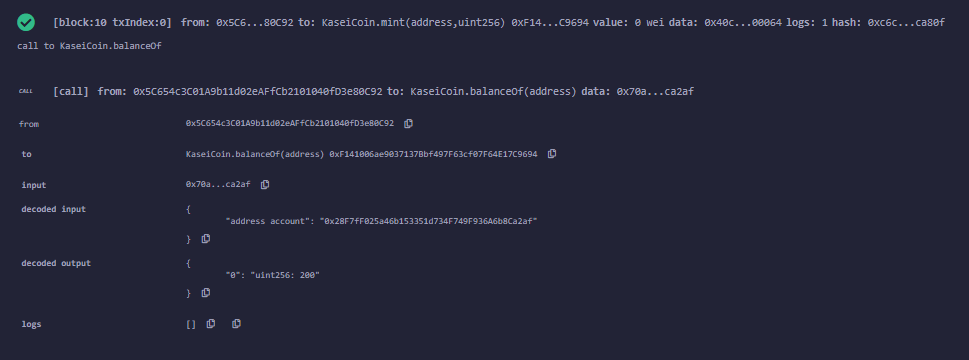 [block:10 txIndex:0] from: 0x5C6...80C92 to: KaseiCoin.mint(address,uint256) 0xF14...C9694 value: 0 wei data: 0x40c...00064 logs: 1 hash: 0xc6c...ca80f
call to KaseiCoin.balanceOf
CALL [call] from: 0x5C654c3C01A9b11d02eAFfCb2101040fD3e80C92 to: KaseiCoin.balanceOf(address) data: 0x70a...ca2af
from 0x5C654c3C01A9b11d02eAFfCb2101040fD3e80C92
to KaseiCoin.balanceOf(address) 0xF141006ae9037137Bbf497F63cf07F64E17C9694
input 0x70a...ca2af
decoded input {
"address account": "0x28F7fF025a46b153351d734F749F936A6b8Ca2af"
}
decoded output {
"0": "uint256: 200"
}
logs []